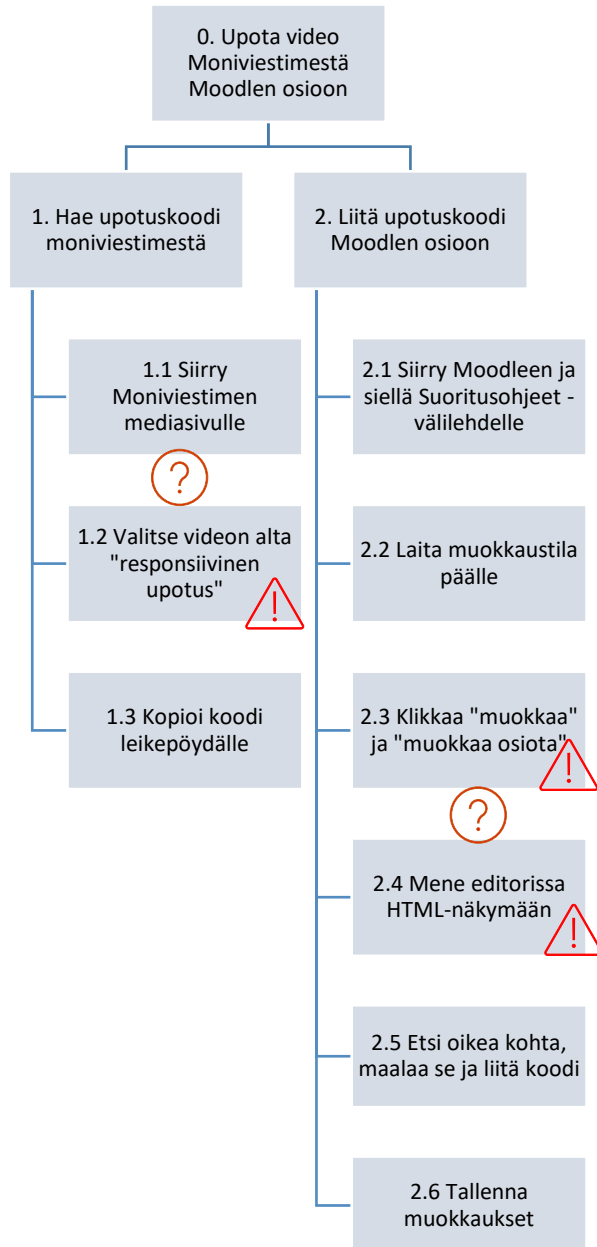 0. Upota video
Moniviestimestä
Moodlen osioon
1. Hae upotuskoodi
moniviestimestä
1.1 Siirry
Moniviestimen
mediasivulle
?
1.2 Valitse videon alta
"responsiivinen
upotus"
!
1.3 Kopioi koodi
leikepöydälle
2. Liitä upotuskoodi
Moodlen osioon
2.1 Siirry Moodleen ja
siellä Suoritusohjeet -
välilehdelle
2.2 Laita muokkaustila
päälle
2.3 Klikkaa "muokkaa"
ja "muokkaa osiota"
!
?
2.4 Mene editorissa
HTML-näkymään
!
2.5 Etsi oikea kohta,
maalaa se ja liitä koodi
2.6 Tallenna
muokkaukset